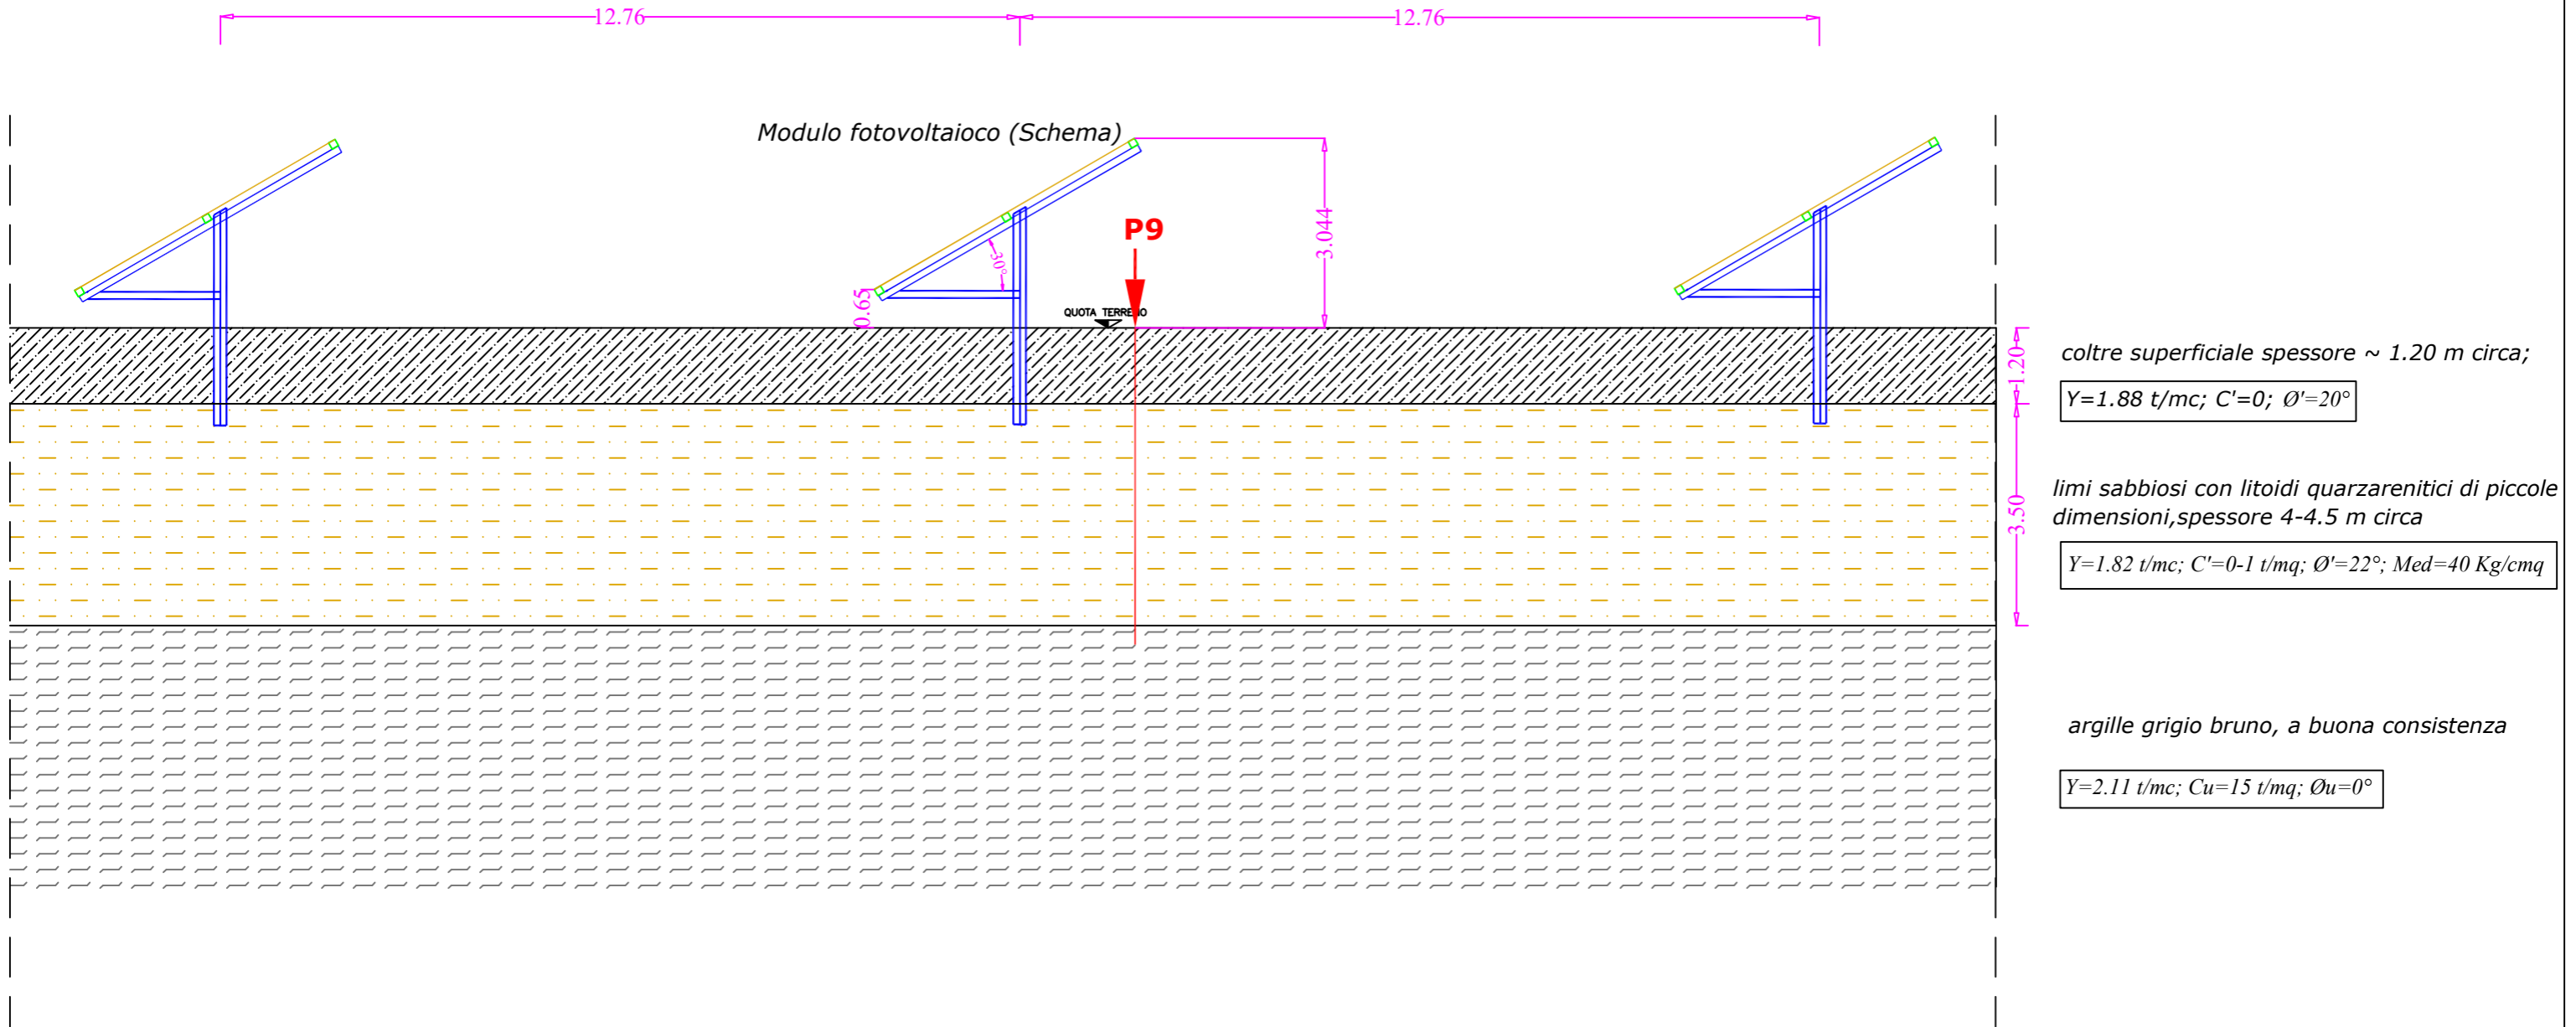 12.76
12.76
Modulo fotovoltaioco (Schema)
P9
3.044
30°
0.65
QUOTA TERRENO
1.20
coltre superficiale spessore ~ 1.20 m circa;
Y=1.88 t/mc; C'=0; Ø'=20°
3.50
limi sabbiosi con litoidi quarzarenitici di piccole
dimensioni,spessore 4-4.5 m circa
Y=1.82 t/mc; C'=0-1 t/mq; Ø'=22°; Med=40 Kg/cmq
argille grigio bruno, a buona consistenza
Y=2.11 t/mc; Cu=15 t/mq; Øu=0°